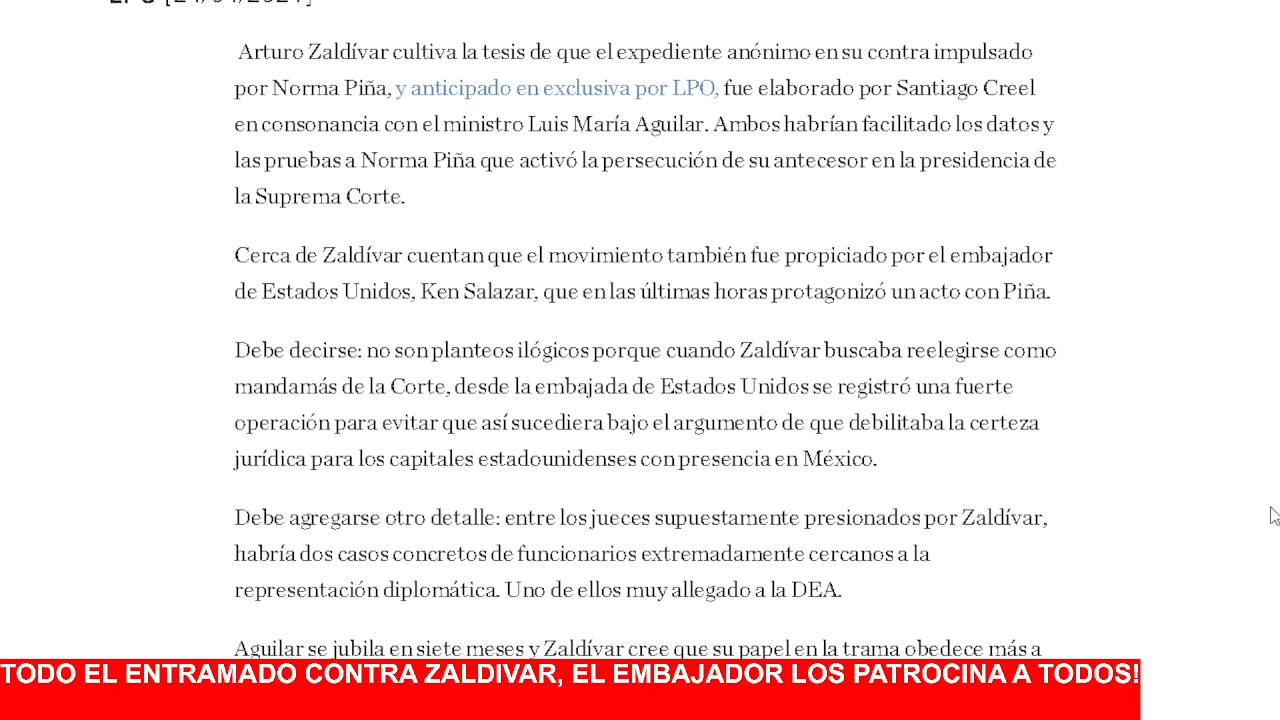 Arturo Zaldívar cultiva la tesis de que el expediente anónimo en su contra impulsado
por Norma Piña, y anticipado en exclusiva por LPO, fue elaborado por Santiago Creel
en consonancia con el ministro Luis María Aguilar. Ambos habrían facilitado los datos y
las pruebas a Norma Piña que activó la persecución de su antecesor en la presidencia de
la Suprema Corte.
Cerca de Zaldívar cuentan que el movimiento también fue propiciado por el embajador
de Estados Unidos, Ken Salazar, que en las últimas horas protagonizó un acto con Piña.
Debe decirse: no son planteos ilógicos porque cuando Zaldívar buscaba reelegirse como
mandamás de la Corte, desde la embajada de Estados Unidos se registró una fuerte
operación para evitar que así sucediera bajo el argumento de que debilitaba la certeza
jurídica para los capitales estadounidenses con presencia en México.
Debe agregarse otro detalle: entre los jueces supuestamente presionados por Zaldívar,
habría dos casos concretos de funcionarios extremadamente cercanos a la
representación diplomática. Uno de ellos muy allegado a la DEA.
Aguilar se jubila en siete meses y Zaldívar cree que su papel en la trama obedece más a
TODO EL ENTRAMADO CONTRA ZALDIVAR, EL EMBAJADOR LOS PATROCINA A TODOS!